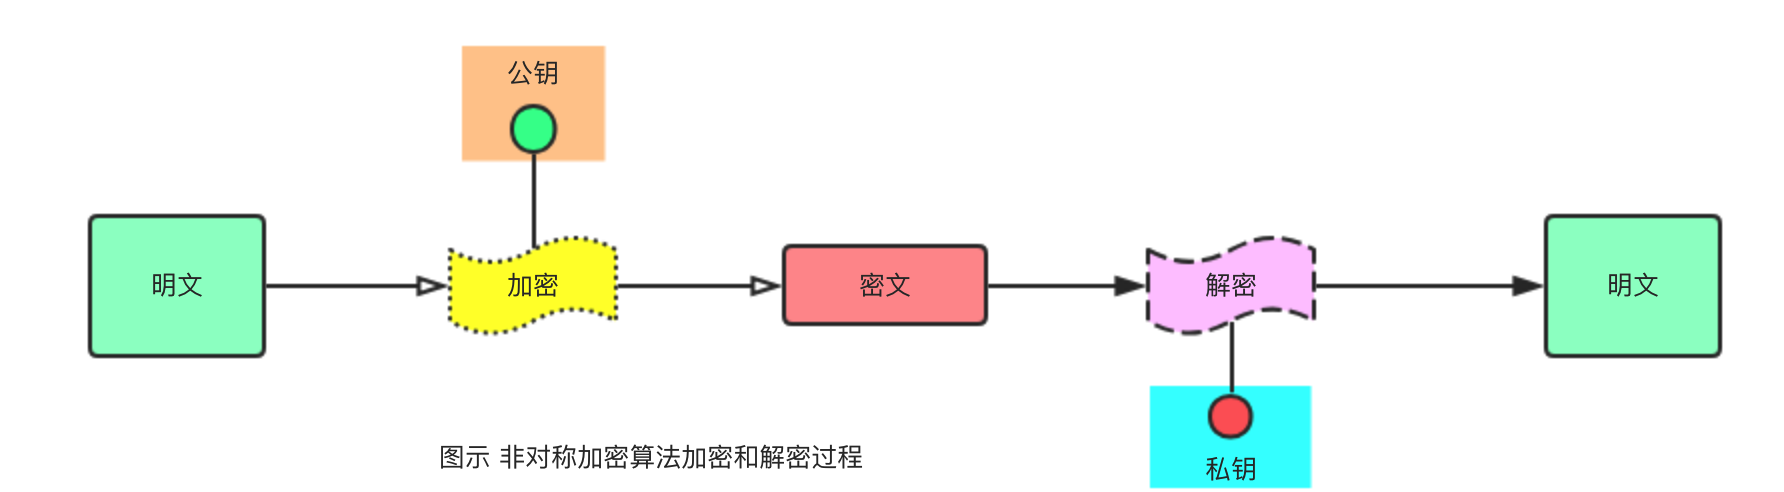 公钥
明文
加密
密文
解密
明文
私钥
图示 非对称加密算法加密和解密过程